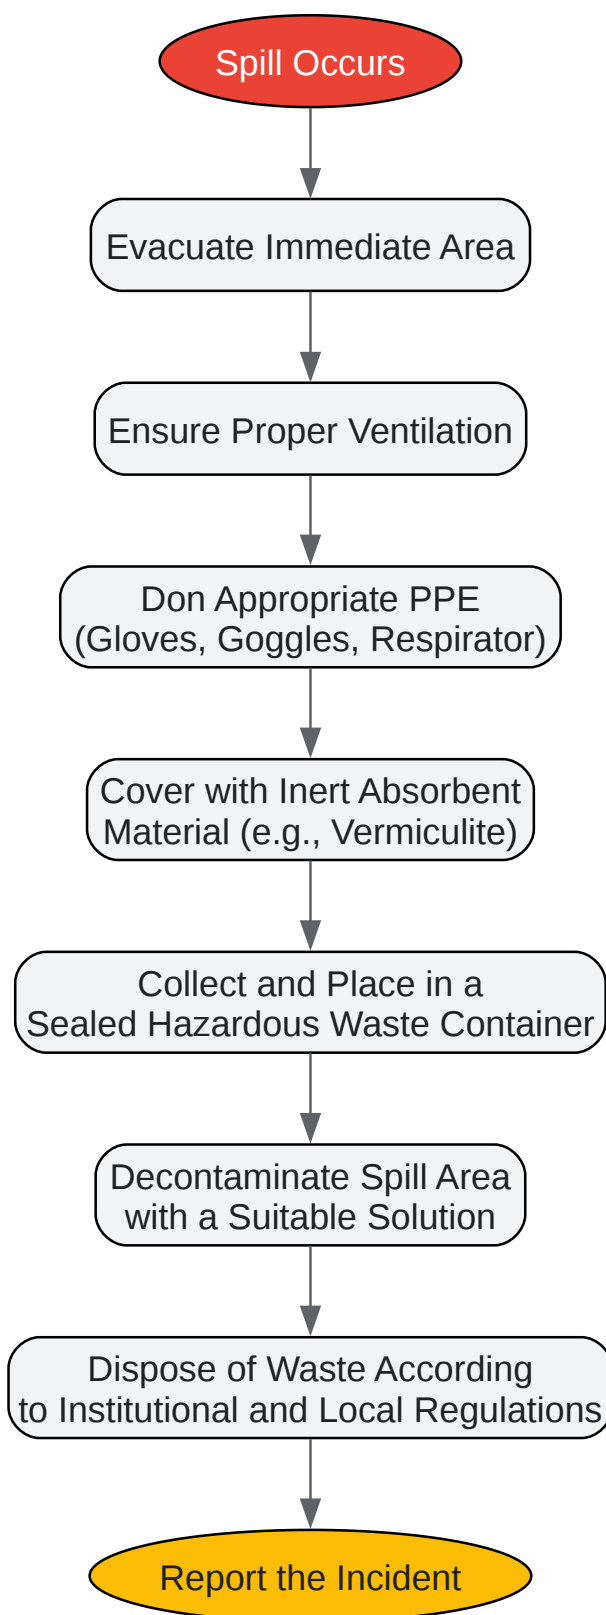 Spill Occurs
Evacuate Immediate Area
Ensure Proper Ventilation
Don Appropriate PPE
(Gloves, Goggles, Respirator)
Cover with Inert Absorbent
Material (e.g., Vermiculite)
Collect and Place in a
Sealed Hazardous Waste Container
Decontaminate Spill Area
with a Suitable Solution
Dispose of Waste According
to Institutional and Local Regulations
Report the Incident